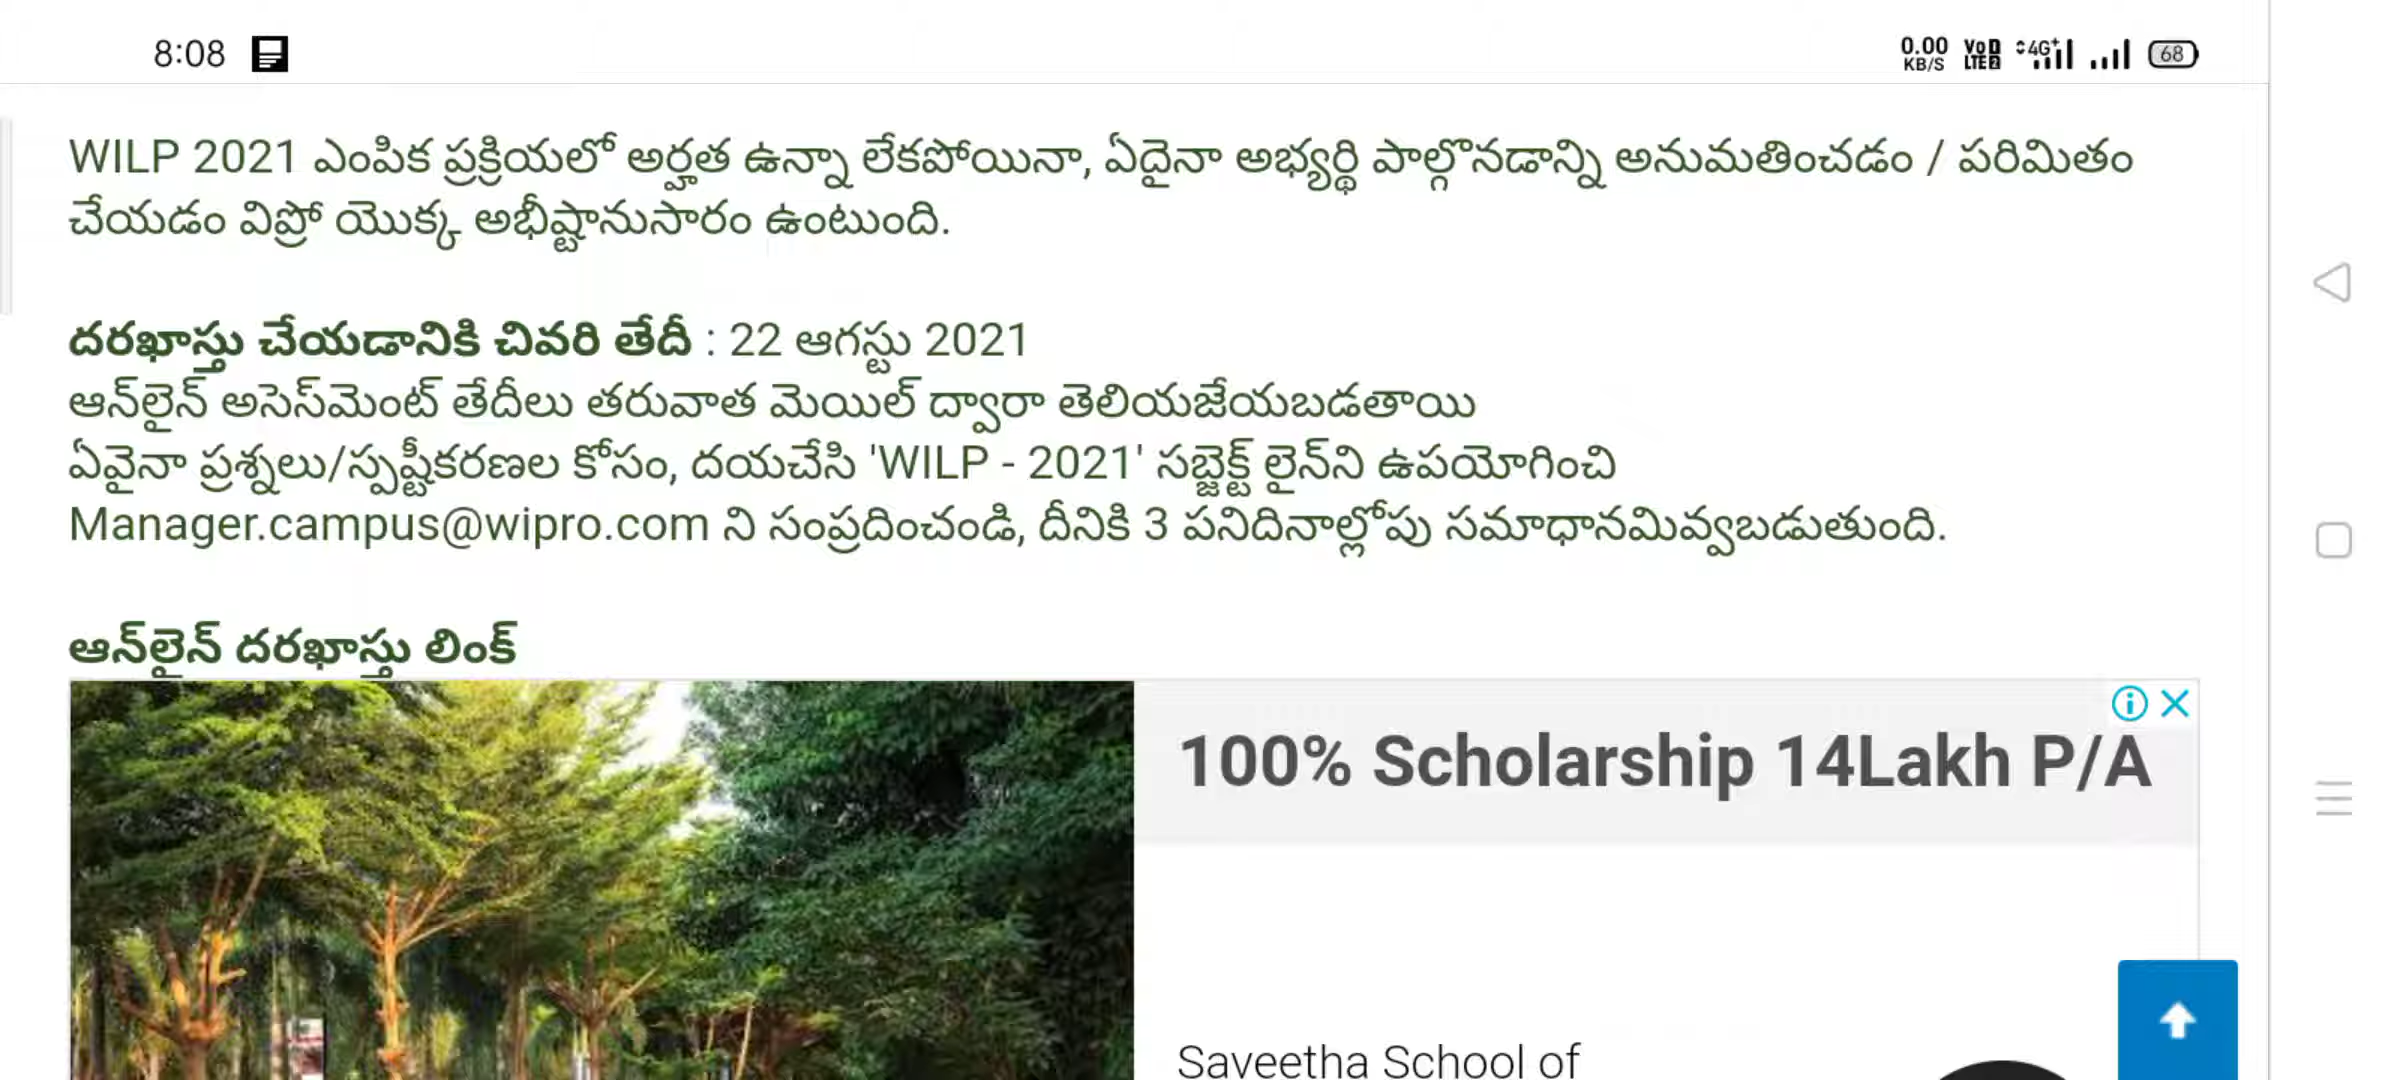 8:08
0.00 KB/S VoD LTE2 4G+ 68
WILP 2021 ఎంపిక ప్రక్రియలో అర్హత ఉన్నా లేకపోయినా, ఏదైనా అభ్యర్థి పాల్గొనడాన్ని అనుమతించడం / పరిమితం
చేయడం విప్రో యొక్క అభీష్టానుసారం ఉంటుంది.
దరఖాస్తు చేయడానికి చివరి తేదీ : 22 ఆగస్టు 2021
ఆన్‌లైన్ అసెస్‌మెంట్ తేదీలు తరువాత మెయిల్ ద్వారా తెలియజేయబడతాయి
ఏవైనా ప్రశ్నలు/స్పష్టీకరణల కోసం, దయచేసి 'WILP - 2021' సబ్జెక్ట్ లైన్‌ని ఉపయోగించి
Manager.campus@wipro.com ని సంప్రదించండి, దీనికి 3 పనిదినాల్లోపు సమాధానమివ్వబడుతుంది.
ఆన్‌లైన్ దరఖాస్తు లింక్
100% Scholarship 14Lakh P/A
Saveetha School of